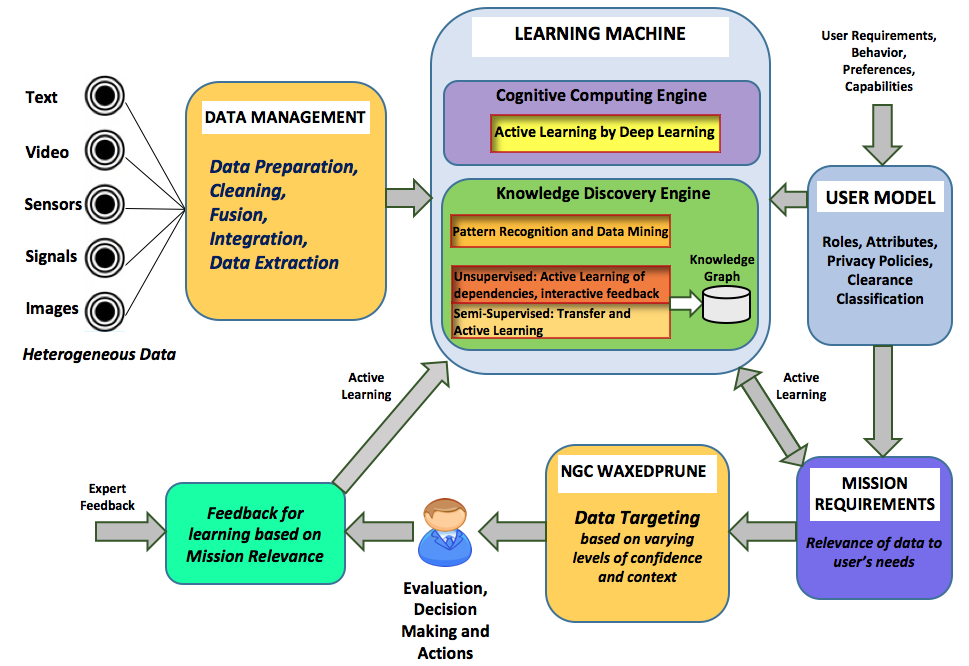 Text
Video
Sensors
Signals
Images
Heterogeneous Data
DATA MANAGEMENT
Data Preparation,
Cleaning,
Fusion,
Integration,
Data Extraction
LEARNING MACHINE
Cognitive Computing Engine
Active Learning by Deep Learning
Knowledge Discovery Engine
Pattern Recognition and Data Mining
Unsupervised: Active Learning of
dependencies, interactive feedback
Semi-Supervised: Transfer and
Active Learning
Knowledge
Graph
User Requirements,
Behavior,
Preferences,
Capabilities
USER MODEL
Roles, Attributes,
Privacy Policies,
Clearance
Classification
Active
Learning
Active
Learning
Expert
Feedback
Feedback for
learning based on
Mission Relevance
Evaluation,
Decision
Making and
Actions
NGC WAXEDPRUNE
Data Targeting
based on varying
levels of confidence
and context
MISSION
REQUIREMENTS
Relevance of data to
user's needs